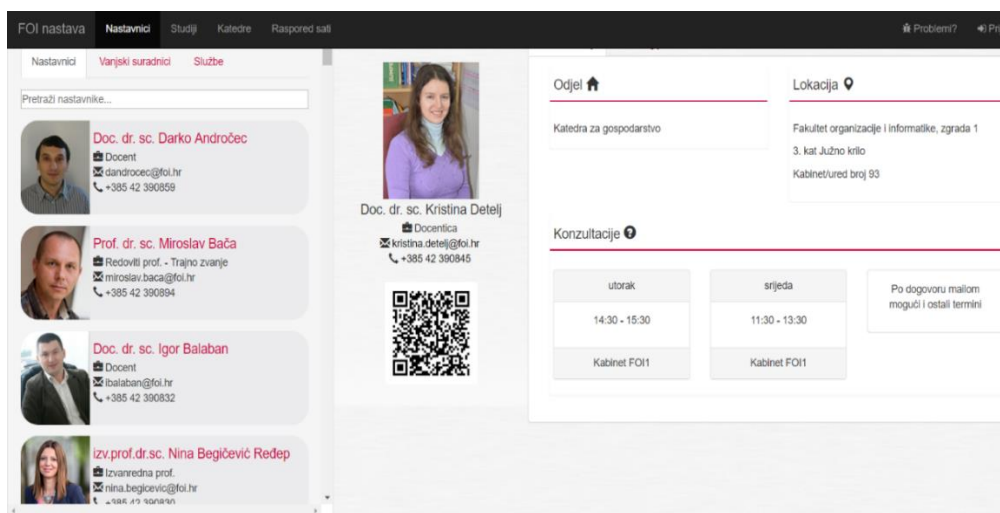 FOI nastava
Nastavnici
Studiji
Katedre
Raspored sati
Problemi?
Nastavnici
Vanjski suradnici
Službe
Pretraži nastavnike...
Doc. dr. sc. Darko Andročec
Docent
dandrocec@foi.hr
+385 42 390859
Prof. dr. sc. Miroslav Bača
Redoviti prof. - Trajno zvanje
miroslav.baca@foi.hr
+385 42 390894
Doc. dr. sc. Igor Balaban
Docent
ibalaban@foi.hr
+385 42 390832
izv.prof.dr.sc. Nina Begičević Ređep
Izvanredna prof.
nina.begicevic@foi.hr
+385 42 390830
Doc. dr. sc. Kristina Detelj
Docentica
kristina.detelj@foi.hr
+385 42 390845
Odjel
Katedra za gospodarstvo
Lokacija
Fakultet organizacije i informatike, zgrada 1
3. kat Južno krilo
Kabinet/ured broj 93
Konzultacije
utorak
14:30 - 15:30
Kabinet FOI1
srijeda
11:30 - 13:30
Kabinet FOI1
Po dogovoru mailom
mogući i ostali termini